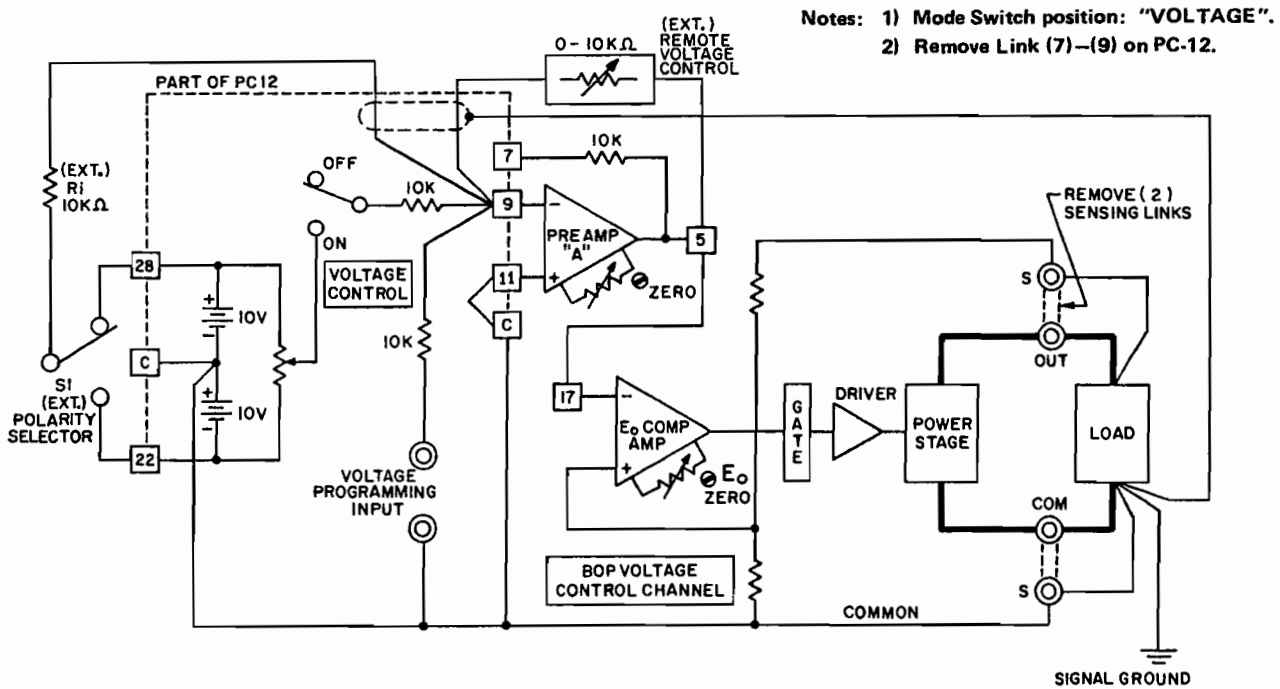 Notes: 1) Mode Switch position: "VOLTAGE".
2) Remove Link (7)—(9) on PC-12.
(EXT.)
REMOTE
VOLTAGE
CONTROL
0-10KΩ
PART OF PC12
10K
7
OFF
(EXT.)
Ri
10KΩ
10K
9
-
PREAMP
"A"
5
REMOVE (2)
SENSING LINKS
ON
11
+
ZERO
S
28
VOLTAGE
CONTROL
+
10V
-
C
10K
OUT
C
S1
(EXT.)
POLARITY
SELECTOR
+
10V
-
17
-
Eo COMP
AMP
+
Eo
ZERO
GATE
DRIVER
POWER
STAGE
LOAD
22
VOLTAGE
PROGRAMMING
INPUT
COM
BOP VOLTAGE
CONTROL CHANNEL
S
COMMON
SIGNAL GROUND